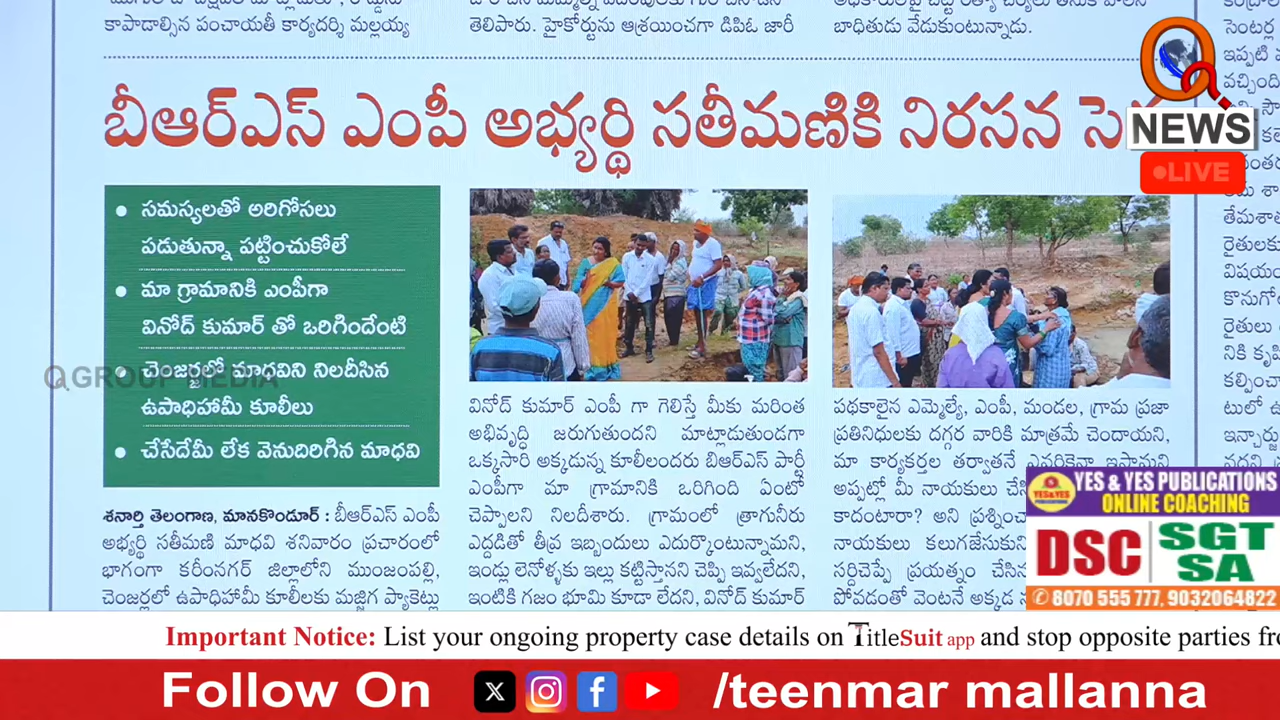 కాపాడాల్సిన పంచాయతీ కార్యదర్శి మల్లయ్య
తెలిపారు. హైకోర్టును ఆశ్రయించగా డిపిఓ జారీ
బాధితుడు వేడుకుంటున్నాడు.
బీఆర్ఎస్ ఎంపీ అభ్యర్థి సతీమణికి నిరసన
• సమస్యలతో అరిగోసలు
పడుతున్నా పట్టించుకోలే
• మా గ్రామానికి ఎంపీగా
వినోద్ కుమార్ తో ఒరిగిందేంటి
• చెంజర్లలో మాధవిని నిలదీసిన
ఉపాధిహామీ కూలీలు
• చేసేదేమీ లేక వెనుదిరిగిన మాధవి
శనార్తి తెలంగాణ, మానకొండూర్ : బీఆర్ఎస్ ఎంపీ
అభ్యర్థి సతీమణి మాధవి శనివారం ప్రచారంలో
భాగంగా కరీంనగర్ జిల్లాలోని ముంజంపల్లి,
చెంజర్లలో ఉపాధిహామీ కూలీలకు మజ్జిగ ప్యాకెట్లు
వినోద్ కుమార్ ఎంపీ గా గెలిస్తే మీకు మరింత
అభివృద్ధి జరుగుతుందని మాట్లాడుతుండగా
ఒక్కసారి అక్కడున్న కూలీలందరు బిఆర్ఎస్ పార్టీ
ఎంపీగా మా గ్రామానికి ఒరిగింది ఏంటో
చెప్పాలని నిలదీశారు. గ్రామంలో త్రాగునీరు
ఎద్దడితో తీవ్ర ఇబ్బందులు ఎదుర్కొంటున్నామని,
ఇండ్లు లేనోళ్ళకు ఇల్లు కట్టిస్తానని చెప్పి ఇవ్వలేదని,
ఇంటికి గజం భూమి కూడా లేదని, వినోద్ కుమార్
పథకాలైన ఎమ్మెల్యే, ఎంపీ, మండల, గ్రామ ప్రజా
ప్రతినిధులకు దగ్గర వారికి మాత్రమే చెందాయని,
మా కార్యకర్తల తర్వాతనే ఎవరికైనా ఇస్తామని
అప్పట్లో మీ నాయకులు
కాదంటారా? అని
నాయకులు
సర్దిచెప్పే ప్రయత్నం
పోవడంతో వెంటనే అక్కడ
Q NEWS
LIVE
Q GROUP MEDIA
YES & YES PUBLICATIONS
ONLINE COACHING
DSC SGT
SA
8070 555 777, 9032064822
Important Notice: List your ongoing property case details on TitleSuit app and stop opposite parties
Follow On /teenmar mallanna